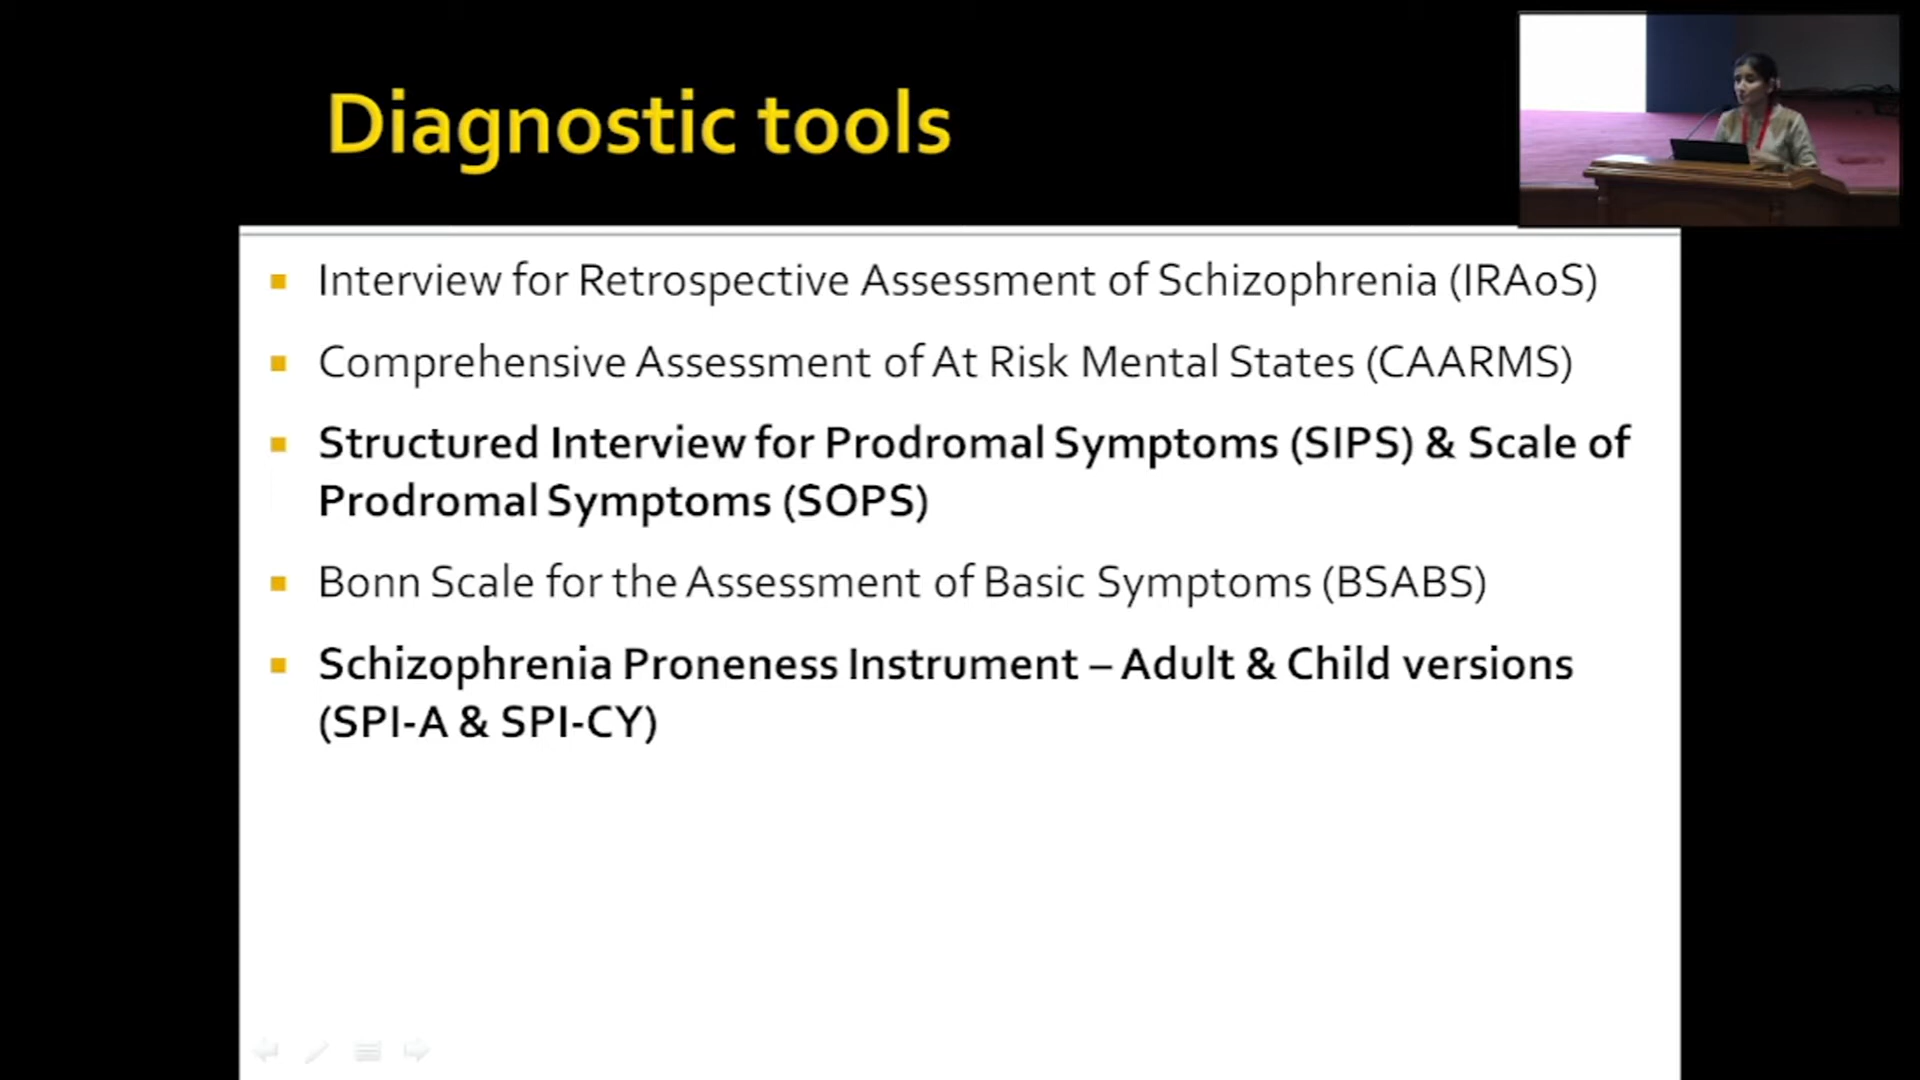 Diagnostic tools
Interview for Retrospective Assessment of Schizophrenia (IRAoS)
Comprehensive Assessment of At Risk Mental States (CAARMS)
Structured Interview for Prodromal Symptoms (SIPS) & Scale of
Prodromal Symptoms (SOPS)
Bonn Scale for the Assessment of Basic Symptoms (BSABS)
Schizophrenia Proneness Instrument – Adult & Child versions
(SPI-A & SPI-CY)